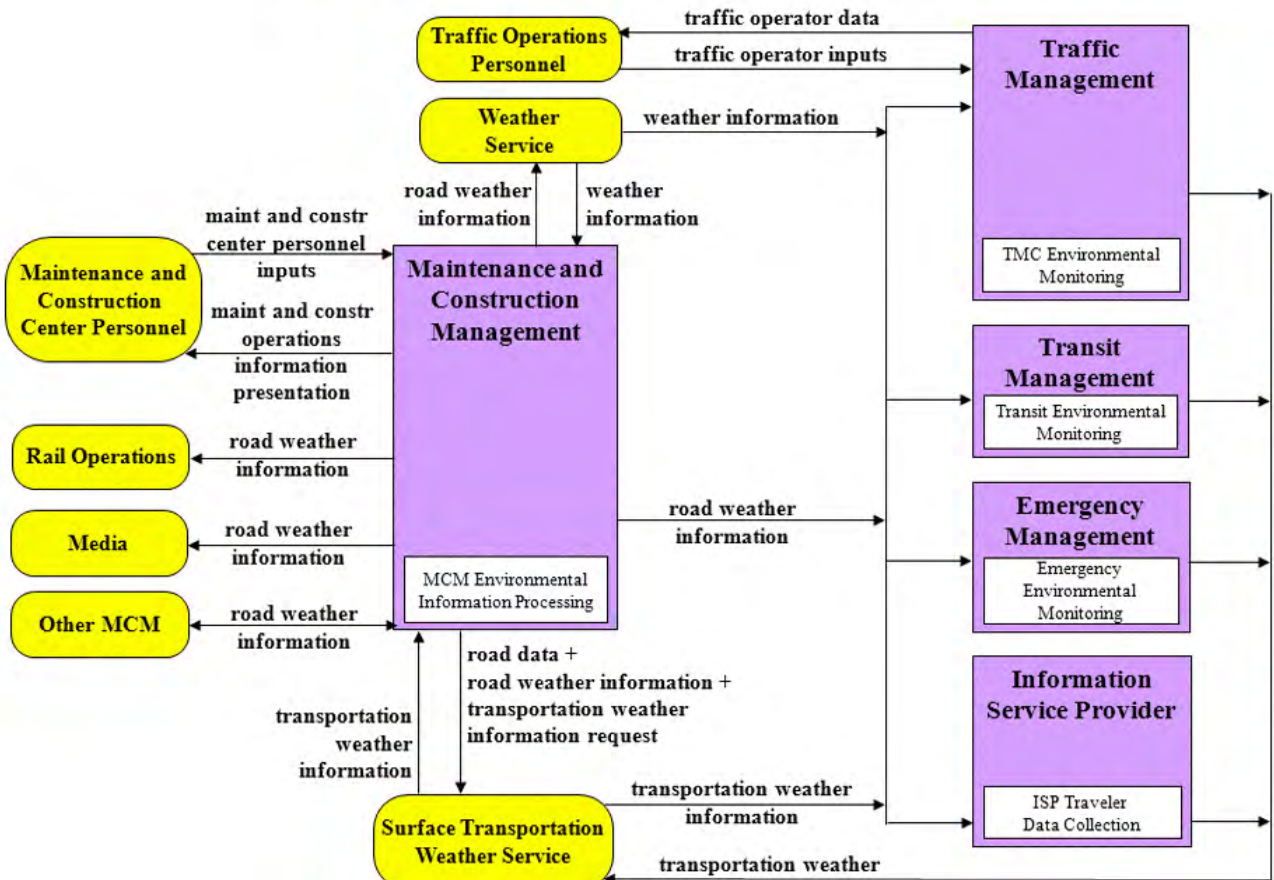 traffic operator data
Traffic Operations
Personnel
traffic operator inputs
Traffic
Management
TMC Environmental
Monitoring
Weather
Service
weather information
road weather
information
weather
information
maint and constr
center personnel
inputs
Maintenance and
Construction
Center Personnel
maint and constr
operations
information
presentation
Maintenance and
Construction
Management
MCM Environmental
Information Processing
Transit
Management
Transit Environmental
Monitoring
Rail Operations
road weather
information
Media
road weather
information
Other MCM
road weather
information
road weather
information
Emergency
Management
Emergency
Environmental
Monitoring
Information
Service Provider
ISP Traveler
Data Collection
transportation
weather
information
road data +
road weather information +
transportation weather
information request
Surface Transportation
Weather Service
transportation weather
information
transportation weather